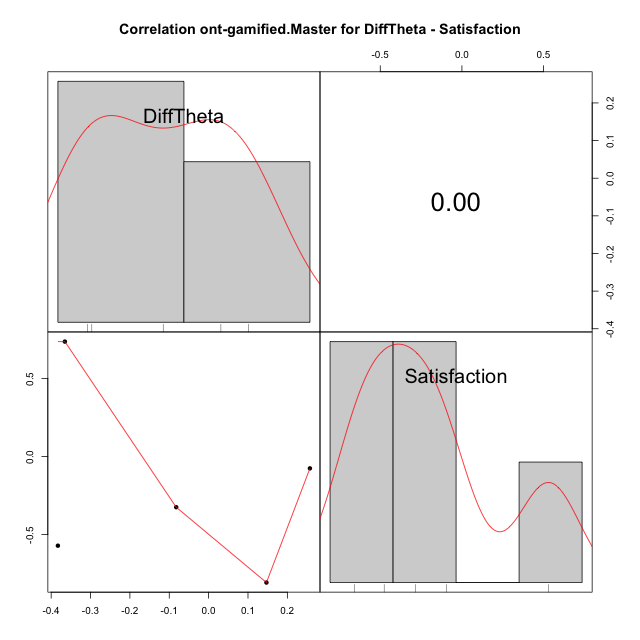 Correlation ont-gamified.Master for DiffTheta - Satisfaction
-0.5 0.0 0.5
DiffTheta
0.00
0.2
0.1
0.0
-0.1
-0.2
-0.3
-0.4
0.5
0.0
-0.5
Satisfaction
-0.4 -0.3 -0.2 -0.1 0.0 0.1 0.2